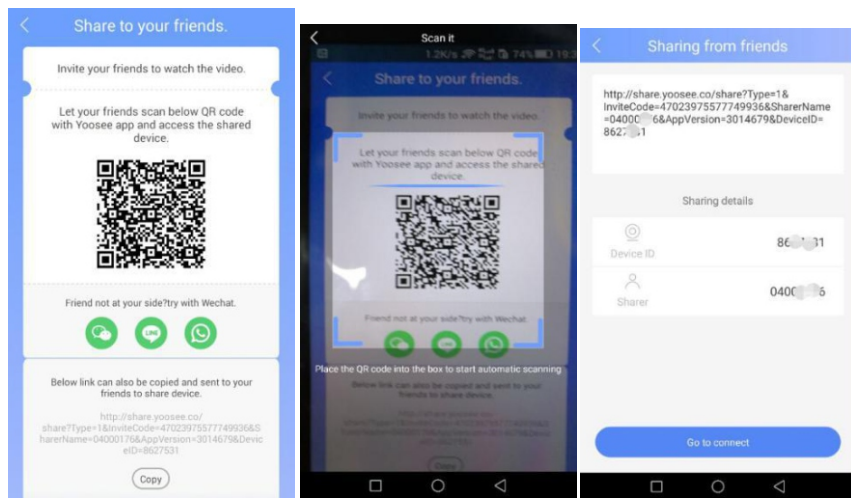 Share to your friends.
Invite your friends to watch the video.
Let your friends scan below QR code
with Yoosee app and access the shared
device.
Friend not at your side?try with Wechat.
LINE
Below link can also be copied and sent to your
friends to share device.
http://share.yoosee.co/
share?Type=1&InviteCode=47023975577749936&S
harerName=04000176&AppVersion=3014679&Devic
eID=8627531
Copy
Scan it
1.2K/s
74%
19:3
Share to your friends.
Invite your friends to watch the video.
Let your friends scan below QR code
with Yoosee app and access the shared
device.
Friend not at your side?try with Wechat.
LINE
Place the QR code into the box to start automatic scanning
Below link can also be copied and sent to your
friends to share device.
Copy
Sharing from friends
http://share.yoosee.co/share?Type=1&
InviteCode=47023975577749936&SharerName
=0400 6&AppVersion=3014679&DeviceID=
862 1
Sharing details
Device ID
86 31
Sharer
040 6
Go to connect